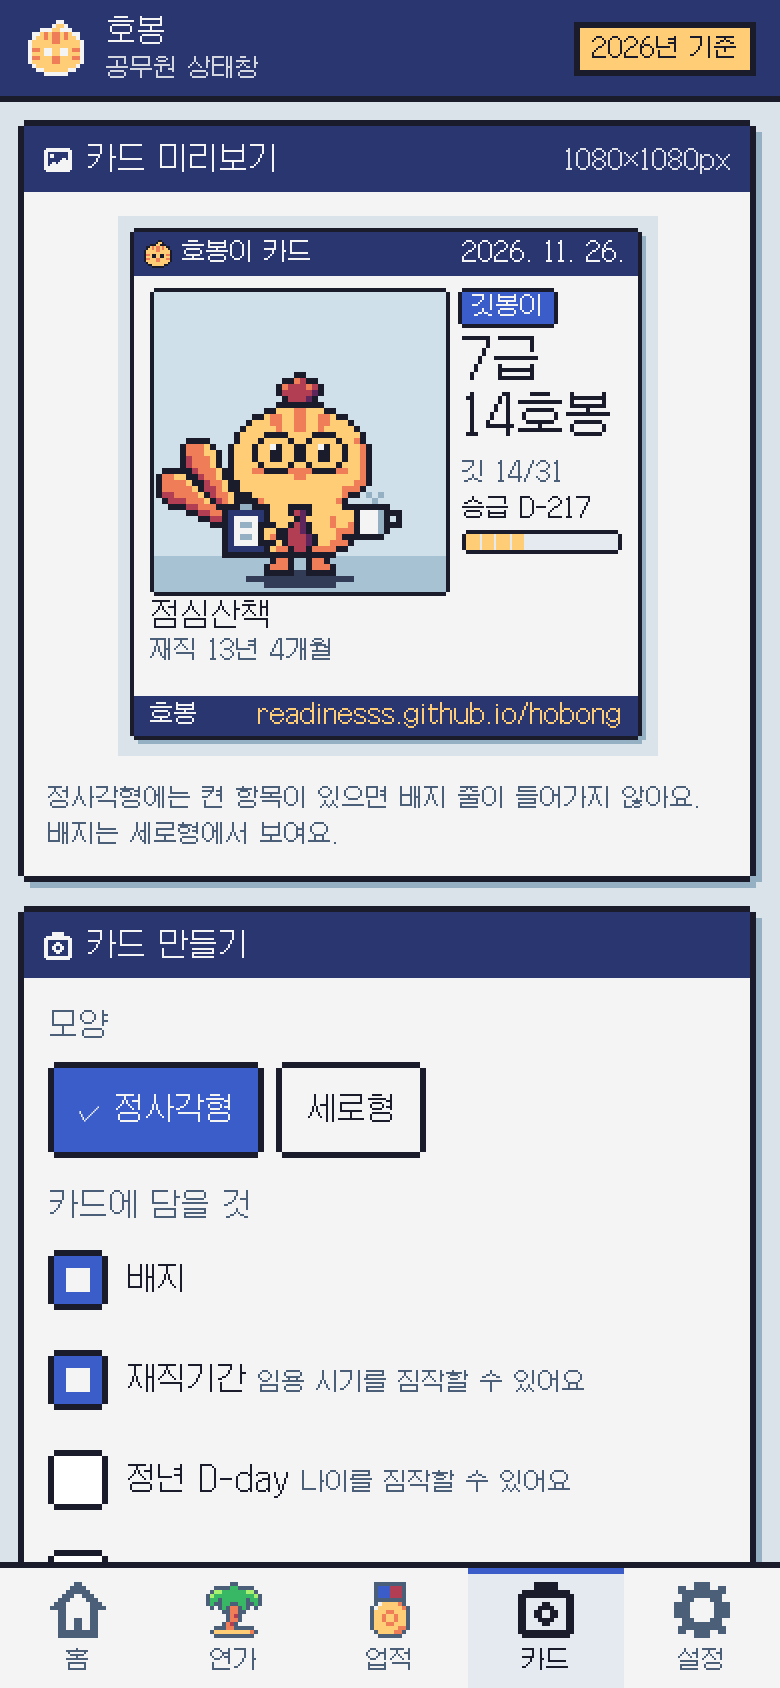 호봉
공무원 상태창
2026년 기준
카드 미리보기
1080×1080px
호봉이 카드
2026. 11. 26.
깃봉이
7급
14호봉
깃 14/31
승급 D-217
점심산책
재직 13년 4개월
호봉
readinesss.github.io/hobong
정사각형에는 켠 항목이 있으면 배지 줄이 들어가지 않아요.
배지는 세로형에서 보여요.
카드 만들기
모양
✓ 정사각형
세로형
카드에 담을 것
배지
재직기간 임용 시기를 짐작할 수 있어요
정년 D-day 나이를 짐작할 수 있어요
홈
연가
업적
카드
설정